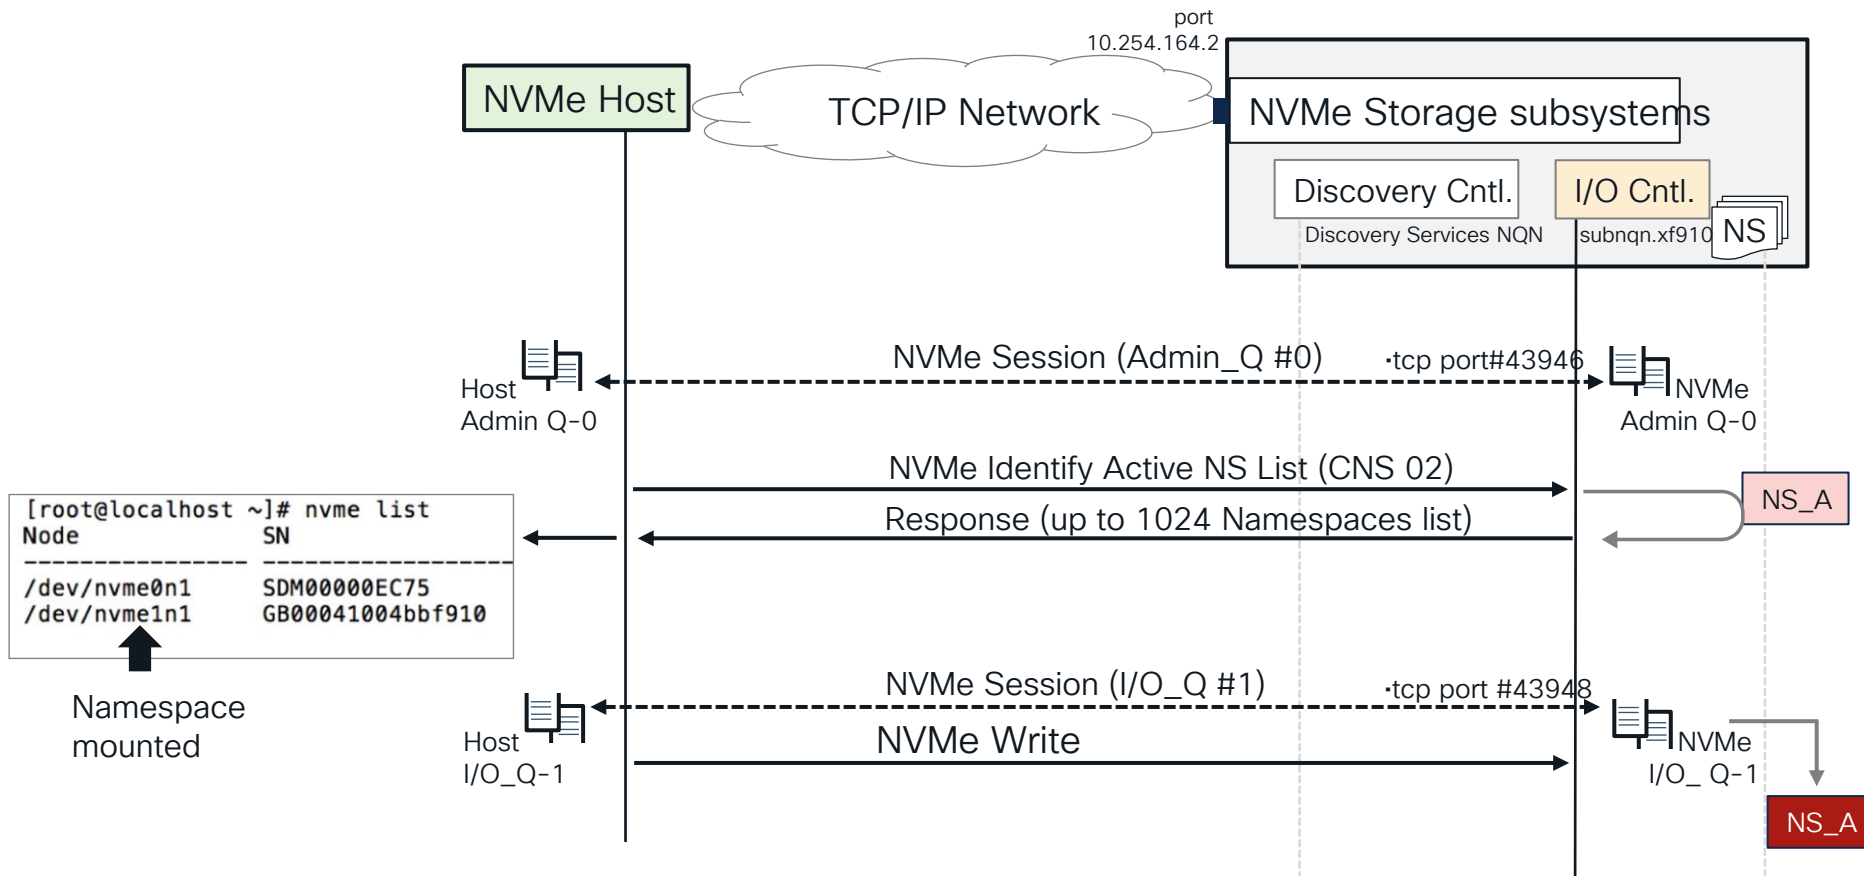 port
10.254.164.2
NVMe Host
TCP/IP Network
NVMe Storage subsystems
Discovery Cntl.
I/O Cntl.
Discovery Services NQN
subnqn.xf910
NS
NVMe Session (Admin_Q #0)
·tcp port#43946
Host
Admin Q-0
NVMe
Admin Q-0
NVMe Identify Active NS List (CNS 02)
NS_A
Response (up to 1024 Namespaces list)
[root@localhost ~]# nvme list
Node SN
---------------- --------------------
/dev/nvme0n1 SDM00000EC75
/dev/nvme1n1 GB00041004bbf910
Namespace
mounted
NVMe Session (I/O_Q #1)
·tcp port #43948
Host
I/O_Q-1
NVMe
I/O_ Q-1
NVMe Write
NS_A